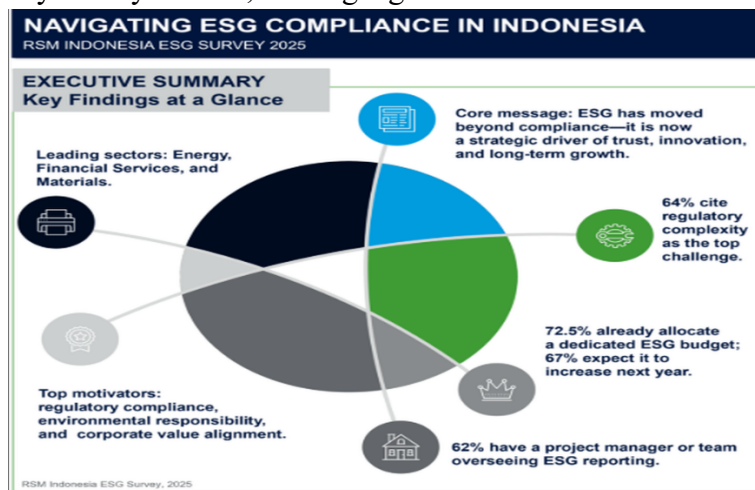 NAVIGATING ESG COMPLIANCE IN INDONESIA
RSM INDONESIA ESG SURVEY 2025
EXECUTIVE SUMMARY
Key Findings at a Glance
Core message: ESG has moved
beyond compliance—it is now
a strategic driver of trust, innovation,
and long-term growth.
Leading sectors: Energy,
Financial Services, and
Materials.
64% cite
regulatory
complexity
as the top
challenge.
72.5% already allocate
a dedicated ESG budget;
67% expect it to
increase next year.
Top motivators:
regulatory compliance,
environmental responsibility,
and corporate value alignment.
62% have a project manager or team
overseeing ESG reporting.
RSM Indonesia ESG Survey, 2025